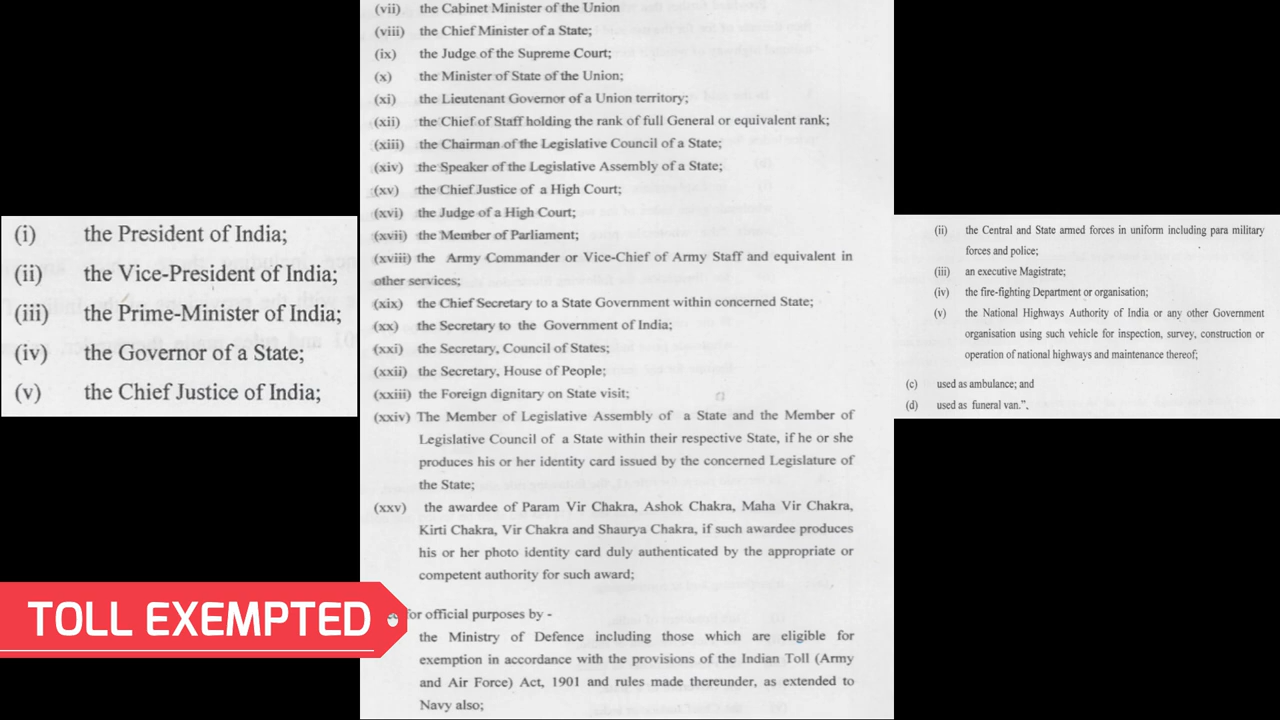 (i) the President of India;
(ii) the Vice-President of India;
(iii) the Prime-Minister of India;
(iv) the Governor of a State;
(v) the Chief Justice of India;
(vii) the Cabinet Minister of the Union
(viii) the Chief Minister of a State;
(ix) the Judge of the Supreme Court;
(x) the Minister of State of the Union;
(xi) the Lieutenant Governor of a Union territory;
(xii) the Chief of Staff holding the rank of full General or equivalent rank;
(xiii) the Chairman of the Legislative Council of a State;
(xiv) the Speaker of the Legislative Assembly of a State;
(xv) the Chief Justice of a High Court;
(xvi) the Judge of a High Court;
(xvii) the Member of Parliament;
(xviii) the Army Commander or Vice-Chief of Army Staff and equivalent in
other services;
(xix) the Chief Secretary to a State Government within concerned State;
(xx) the Secretary to the Government of India;
(xxi) the Secretary, Council of States;
(xxii) the Secretary, House of People;
(xxiii) the Foreign dignitary on State visit;
(xxiv) The Member of Legislative Assembly of a State and the Member of
Legislative Council of a State within their respective State, if he or she
produces his or her identity card issued by the concerned Legislature of
the State;
(xxv) the awardee of Param Vir Chakra, Ashok Chakra, Maha Vir Chakra,
Kirti Chakra, Vir Chakra and Shaurya Chakra, if such awardee produces
his or her photo identity card duly authenticated by the appropriate or
competent authority for such award;
for official purposes by -
the Ministry of Defence including those which are eligible for
exemption in accordance with the provisions of the Indian Toll (Army
and Air Force) Act, 1901 and rules made thereunder, as extended to
Navy also;
(ii) the Central and State armed forces in uniform including para military
forces and police;
(iii) an executive Magistrate;
(iv) the fire-fighting Department or organisation;
(v) the National Highways Authority of India or any other Government
organisation using such vehicle for inspection, survey, construction or
operation of national highways and maintenance thereof;
(c) used as ambulance; and
(d) used as funeral van.”.
TOLL EXEMPTED